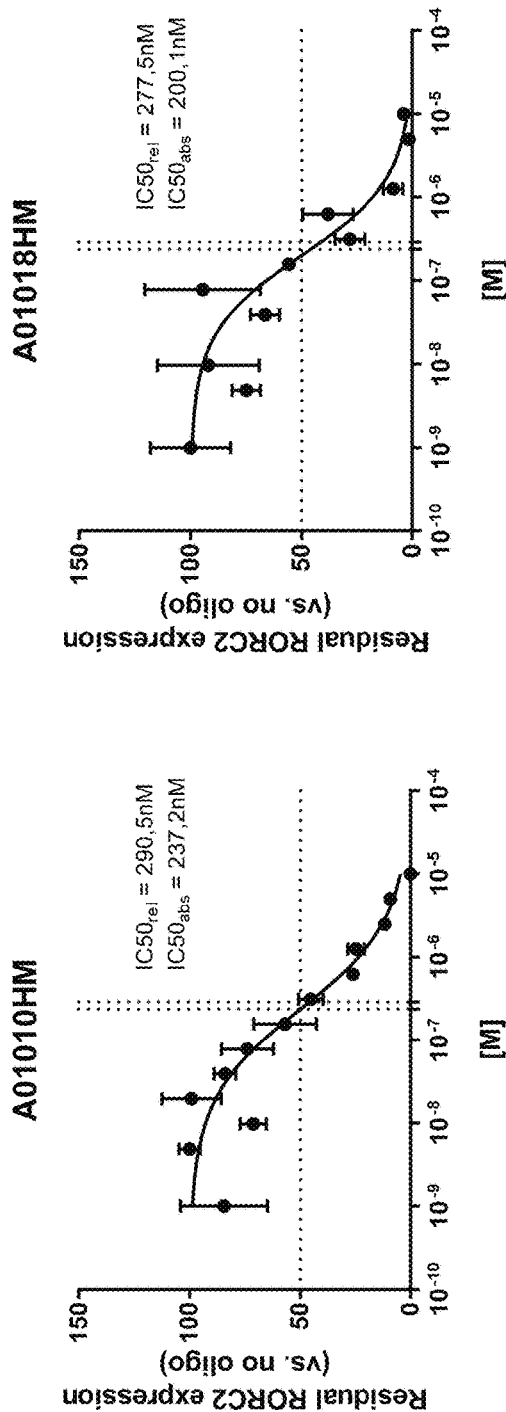 A01010HM
Residual RORC2 expression
(vs. no oligo)
150
100
50
0
IC50rel = 290,5nM
IC50abs = 237,2nM
10-10
10-9
10-8
10-7
10-6
10-5
10-4
[M]
A01018HM
Residual RORC2 expression
(vs. no oligo)
150
100
50
0
IC50rel = 277,5nM
IC50abs = 200,1nM
10-10
10-9
10-8
10-7
10-6
10-5
10-4
[M]